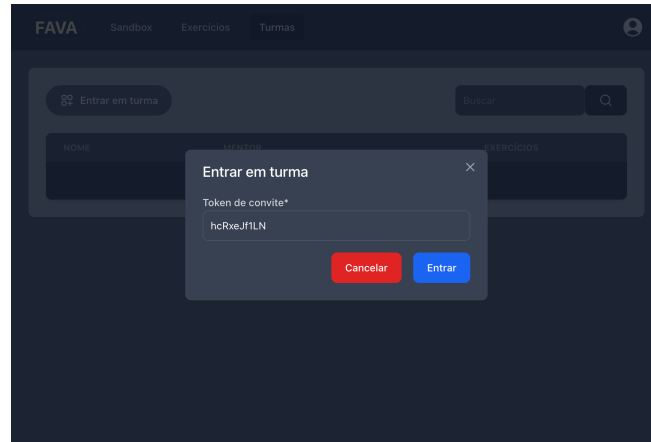 FAVA Sandbox Exercícios Turmas
Entrar em turma Buscar
NOME MENTOR EXERCÍCIOS
Entrar em turma
Token de convite*
hcRxeJf1LN
Cancelar Entrar